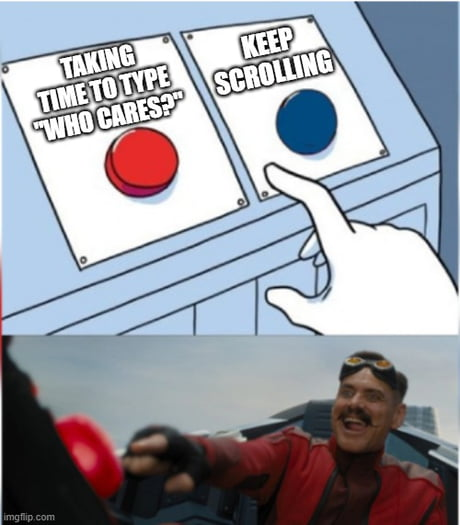 TAKING
TIME TO TYPE
"WHO CARES?"
KEEP
SCROLLING
imgflip.com